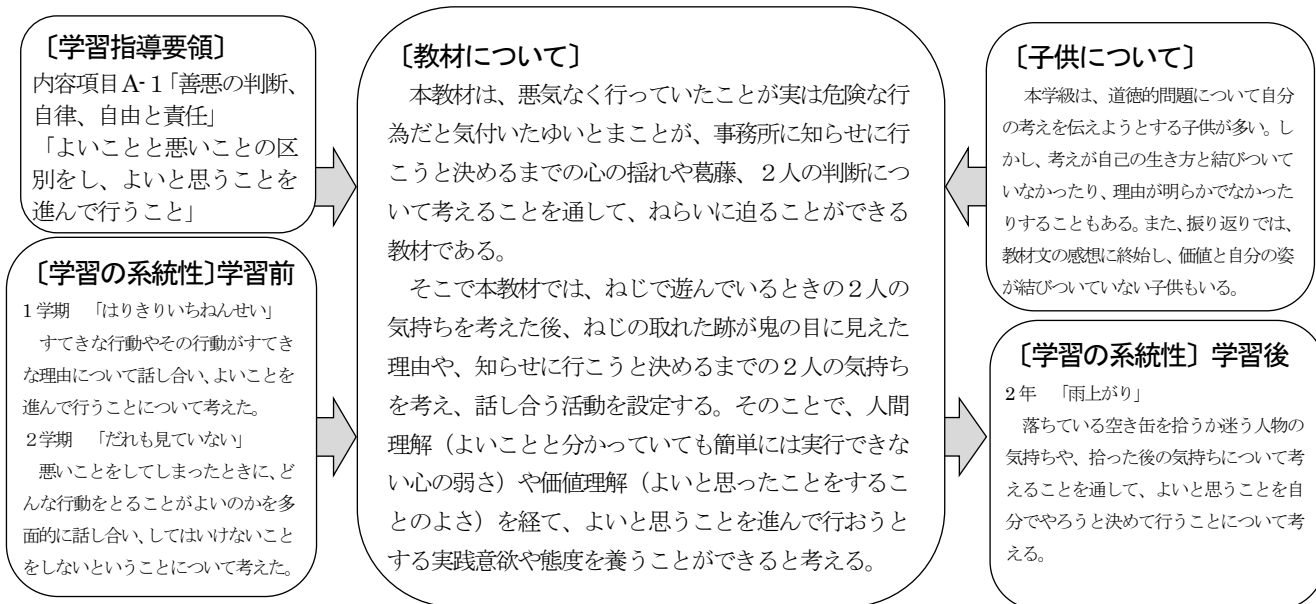 〔学習指導要領〕
内容項目A-1「善悪の判断、
自律、自由と責任」
「よいことと悪いことの区
別をし、よいと思うことを
進んで行うこと」
〔学習の系統性〕学習前
1学期 「はりきりいちねんせい」
すてきな行動やその行動がすてき
な理由について話し合い、よいことを
進んで行うことについて考えた。
2学期 「だれも見ていない」
悪いことをしてしまったときに、ど
んな行動をとることがよいのかを多
面的に話し合い、してはいけないこと
をしないということについて考えた。
〔教材について〕
本教材は、悪気なく行っていたことが実は危険な行
為だと気付いたゆいとまことが、事務所に知らせに行
こうと決めるまでの心の揺れや葛藤、2人の判断につ
いて考えることを通して、ねらいに迫ることができる
教材である。
そこで本教材では、ねじで遊んでいるときの2人の
気持ちを考えた後、ねじの取れた跡が鬼の目に見えた
理由や、知らせに行こうと決めるまでの2人の気持ち
を考え、話し合う活動を設定する。そのことで、人間
理解（よいことと分かっていても簡単には実行できな
い心の弱さ）や価値理解（よいと思ったことをするこ
とのよさ）を経て、よいと思うことを進んで行おうと
する実践意欲や態度を養うことができると考える。
〔子供について〕
本学級は、道徳的問題について自分
の考えを伝えようとする子供が多い。し
かし、考えが自己の生き方と結びついて
いなかったり、理由が明らかでなかった
りすることもある。また、振り返りでは、
教材文の感想に終始し、価値と自分の姿
が結びついていない子供もいる。
〔学習の系統性〕学習後
2年 「雨上がり」
落ちている空き缶を拾うか迷う人物の
気持ちや、拾った後の気持ちについて考
えることを通して、よいと思うことを自
分でやろうと決めて行うことについて考
える。